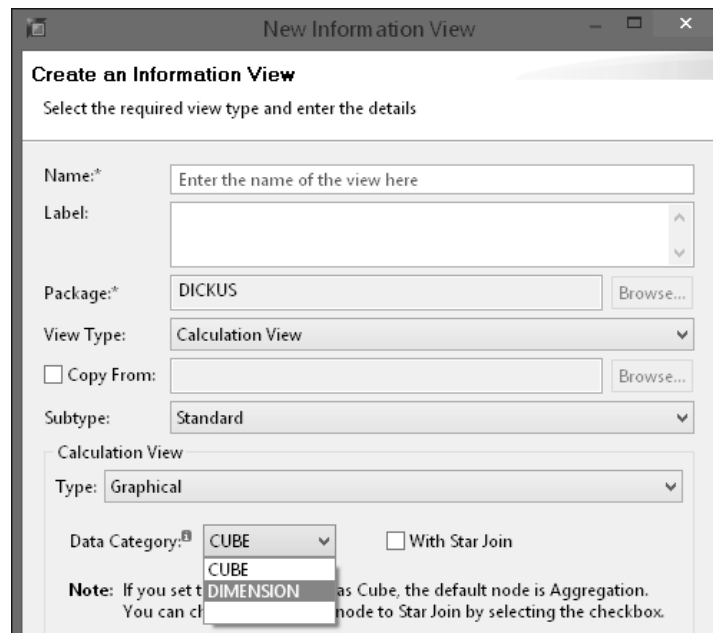 New Information View
Create an Information View
Select the required view type and enter the details
Name:* Enter the name of the view here
Label:
Package:* DICKUS Browse...
View Type: Calculation View
Copy From: Browse...
Subtype: Standard
Calculation View
Type: Graphical
Data Category: CUBE With Star Join
CUBE
DIMENSION
Note: If you set t as Cube, the default node is Aggregation.
You can ch node to Star Join by selecting the checkbox.